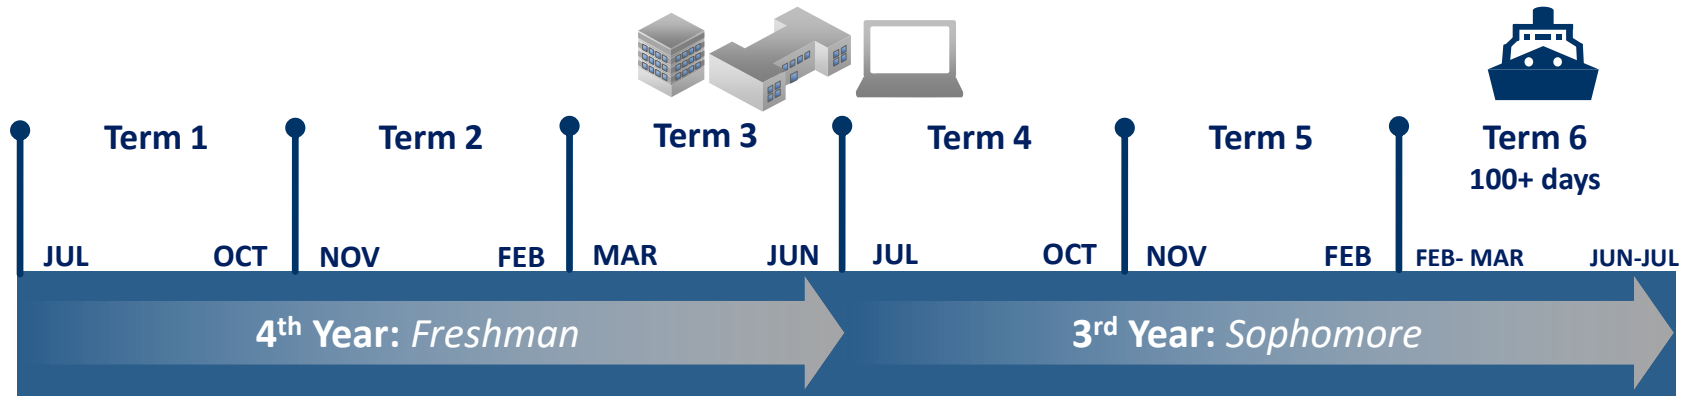 Term 1
Term 2
Term 3
Term 4
Term 5
Term 6
100+ days
JUL OCT NOV FEB MAR JUN JUL OCT NOV FEB FEB- MAR JUN-JUL
4th Year: Freshman
3rd Year: Sophomore